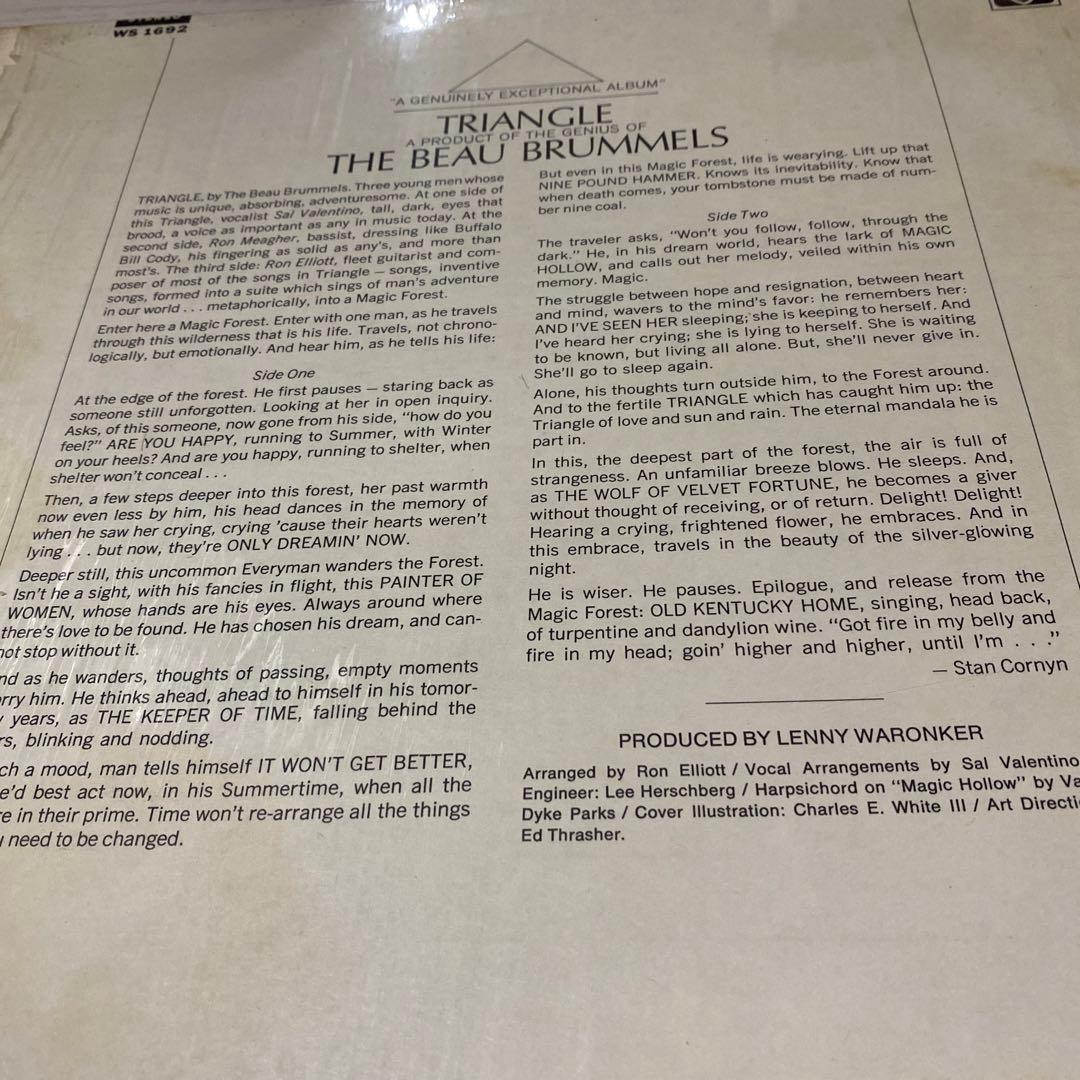 WS 1692
"A GENUINELY EXCEPTIONAL ALBUM"
TRIANGLE
A PRODUCT OF THE GENIUS OF
THE BEAU BRUMMELS
TRIANGLE, by The Beau Brummels. Three young men whose
music is unique, absorbing, adventuresome. At one side of
this Triangle, vocalist Sal Valentino, tall, dark, eyes that
brood, a voice as important as any in music today. At the
second side, Ron Meagher, bassist, dressing like Buffalo
Bill Cody, his fingering as solid as any's, and more than
most's. The third side: Ron Elliott, fleet guitarist and com-
poser of most of the songs in Triangle – songs, inventive
songs, formed into a suite which sings of man's adventure
in our world . . . metaphorically, into a Magic Forest.
Enter here a Magic Forest. Enter with one man, as he travels
through this wilderness that is his life. Travels, not chrono-
logically, but emotionally. And hear him, as he tells his life:
Side One
At the edge of the forest. He first pauses – staring back as
someone still unforgotten. Looking at her in open inquiry.
Asks, of this someone, now gone from his side, "how do you
feel?" ARE YOU HAPPY, running to Summer, with Winter
on your heels? And are you happy, running to shelter, when
shelter won't conceal . . .
Then, a few steps deeper into this forest, her past warmth
now even less by him, his head dances in the memory of
when he saw her crying, crying 'cause their hearts weren't
lying . . . but now, they're ONLY DREAMIN' NOW.
Deeper still, this uncommon Everyman wanders the Forest.
Isn't he a sight, with his fancies in flight, this PAINTER OF
WOMEN, whose hands are his eyes. Always around where
there's love to be found. He has chosen his dream, and can-
not stop without it.
nd as he wanders, thoughts of passing, empty moments
rry him. He thinks ahead, ahead to himself in his tomor-
years, as THE KEEPER OF TIME, falling behind the
rs, blinking and nodding.
ch a mood, man tells himself IT WON'T GET BETTER,
e'd best act now, in his Summertime, when all the
re in their prime. Time won't re-arrange all the things
need to be changed.
But even in this Magic Forest, life is wearying. Lift up that
NINE POUND HAMMER. Knows its inevitability. Know that
when death comes, your tombstone must be made of num-
ber nine coal.
Side Two
The traveler asks, "Won't you follow, follow, through the
dark." He, in his dream world, hears the lark of MAGIC
HOLLOW, and calls out her melody, veiled within his own
memory. Magic.
The struggle between hope and resignation, between heart
and mind, wavers to the mind's favor: he remembers her:
AND I'VE SEEN HER sleeping; she is keeping to herself. And
I've heard her crying; she is lying to herself. She is waiting
to be known, but living all alone. But, she'll never give in.
She'll go to sleep again.
Alone, his thoughts turn outside him, to the Forest around.
And to the fertile TRIANGLE which has caught him up: the
Triangle of love and sun and rain. The eternal mandala he is
part in.
In this, the deepest part of the forest, the air is full of
strangeness. An unfamiliar breeze blows. He sleeps. And,
as THE WOLF OF VELVET FORTUNE, he becomes a giver
without thought of receiving, or of return. Delight! Delight!
Hearing a crying, frightened flower, he embraces. And in
this embrace, travels in the beauty of the silver-glowing
night.
He is wiser. He pauses. Epilogue, and release from the
Magic Forest: OLD KENTUCKY HOME, singing, head back,
of turpentine and dandylion wine. "Got fire in my belly and
fire in my head; goin' higher and higher, until I'm . . ."
– Stan Cornyn
PRODUCED BY LENNY WARONKER
Arranged by Ron Elliott / Vocal Arrangements by Sal Valentino
Engineer: Lee Herschberg / Harpsichord on "Magic Hollow" by Va
Dyke Parks / Cover Illustration: Charles E. White III / Art Directi
Ed Thrasher.